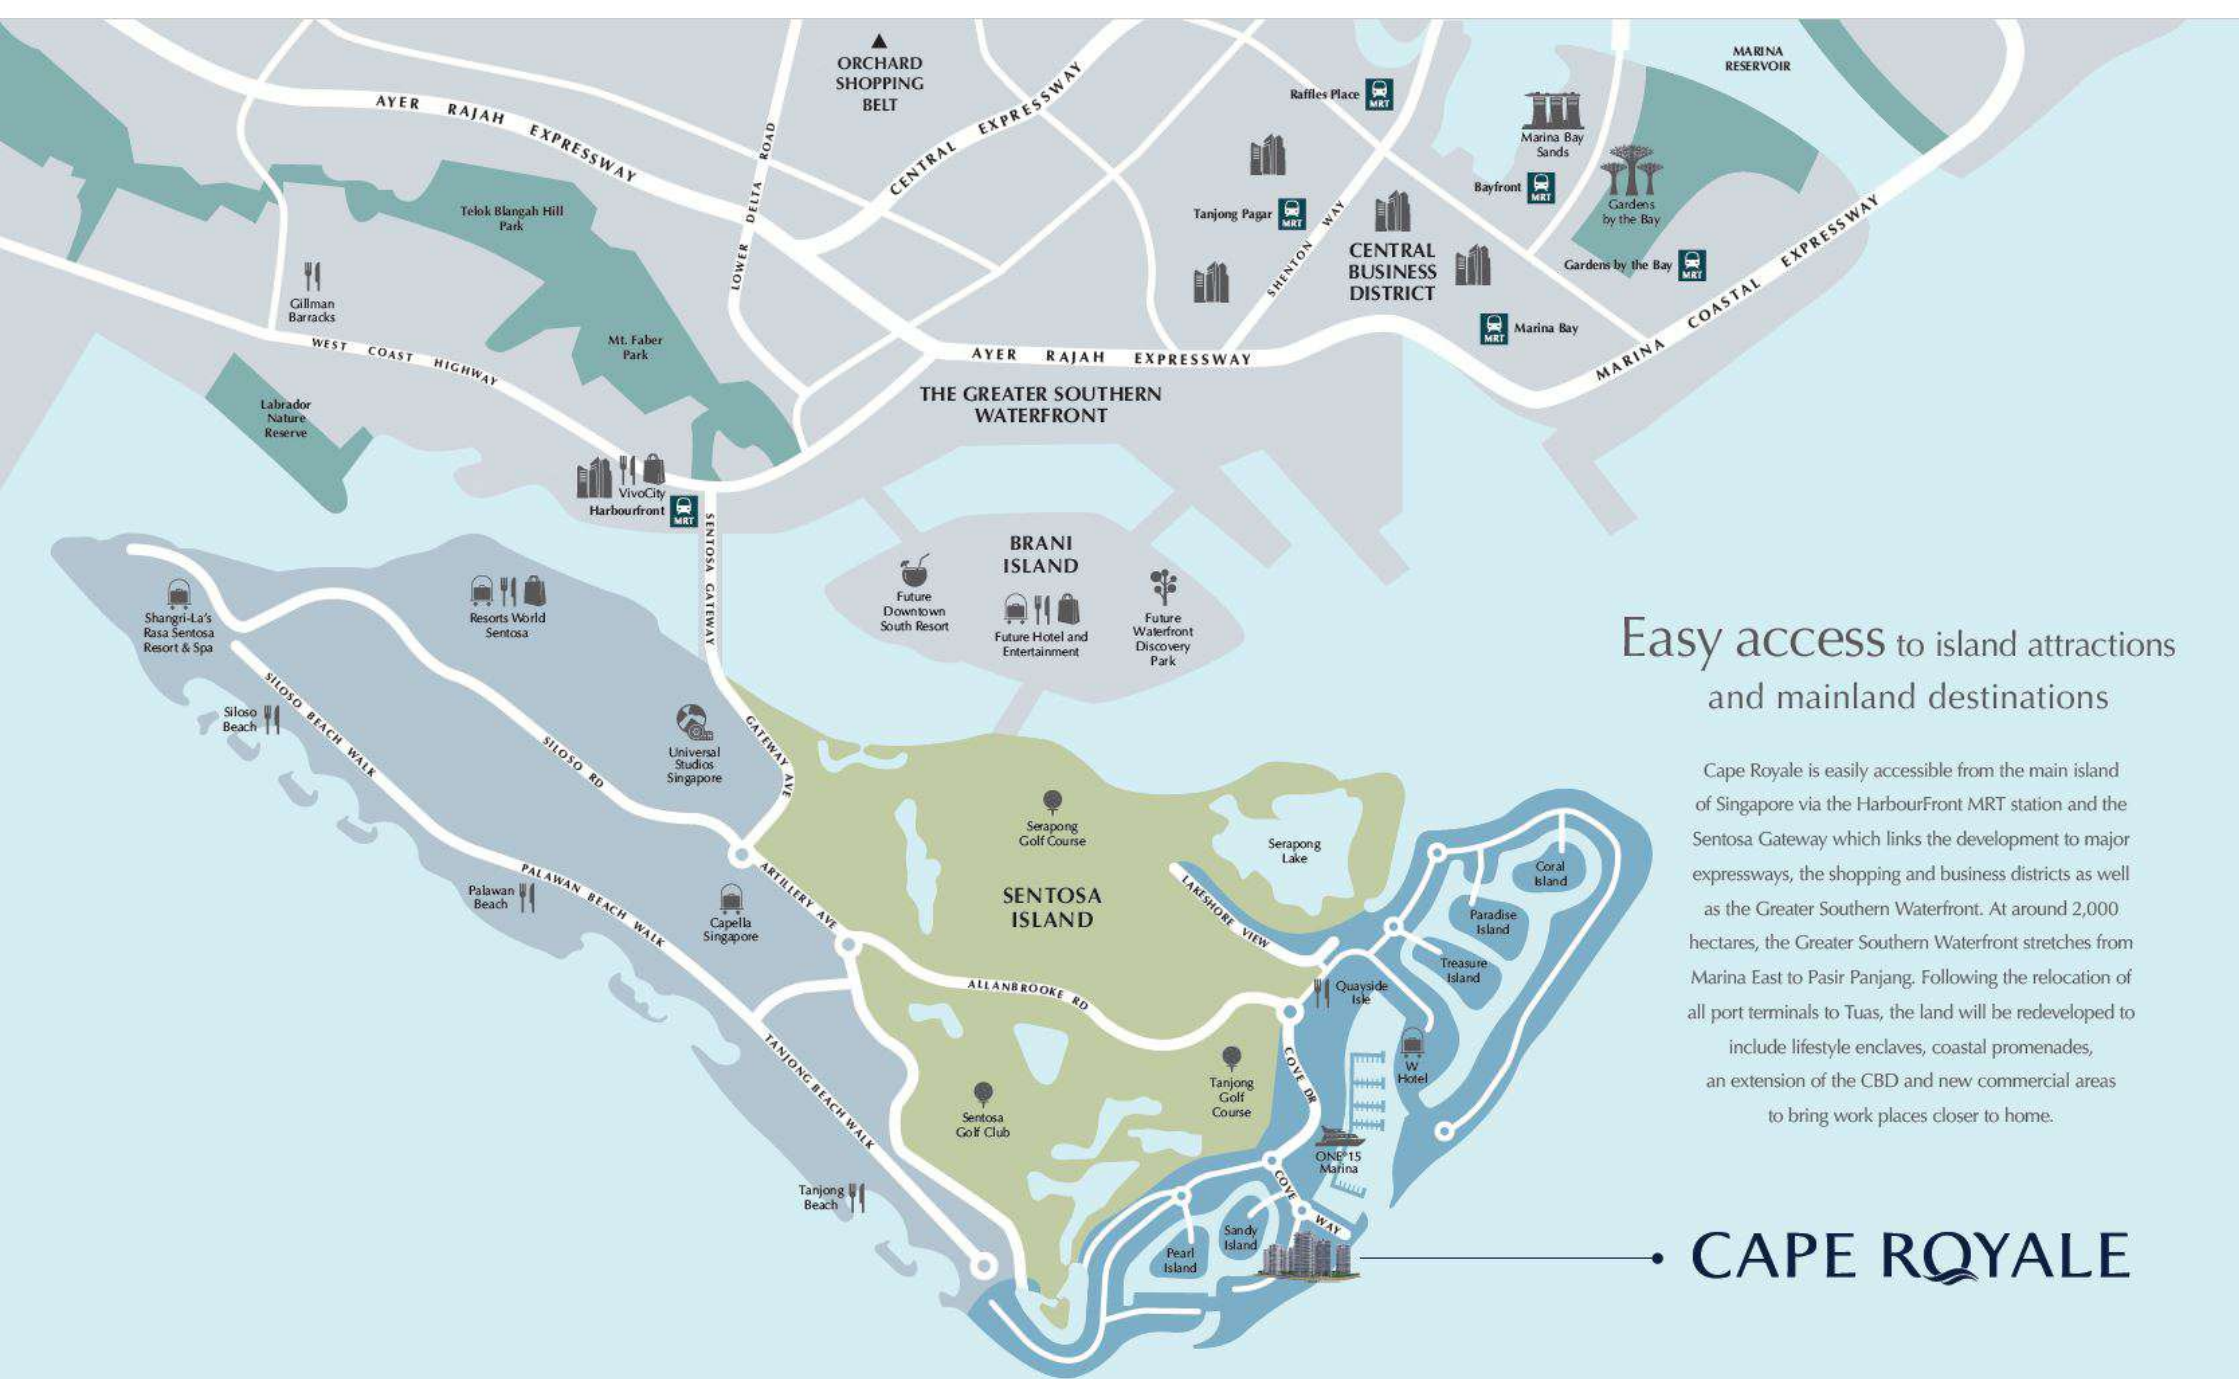 MARINA
RESERVOIR
ORCHARD
SHOPPING
BELT
AYER RAJAH EXPRESSWAY
CENTRAL EXPRESSWAY
LOWER DELTA ROAD
Raffles Place
MRT
Marina Bay
Sands
Bayfront
MRT
Gardens
by the Bay
Telok Blangah Hill
Park
Tanjong Pagar
MRT
SHENTON WAY
CENTRAL
BUSINESS
DISTRICT
Gardens by the Bay
MRT
MRT
Marina Bay
MARINA COASTAL EXPRESSWAY
Gillman
Barracks
Mt. Faber
Park
WEST COAST HIGHWAY
AYER RAJAH EXPRESSWAY
THE GREATER SOUTHERN
WATERFRONT
Labrador
Nature
Reserve
VivoCity
Harbourfront
MRT
SENTOSA GATEWAY
BRANI
ISLAND
Future
Downtown
South Resort
Future Hotel and
Entertainment
Future
Waterfront
Discovery
Park
Shangri-La's
Rasa Sentosa
Resort & Spa
Resorts World
Sentosa
Siloso
Beach
SILOSO BEACH WALK
SILOSO RD
Universal
Studios
Singapore
GATEWAY AVE
Serapong
Golf Course
Serapong
Lake
Coral
Island
Paradise
Island
Treasure
Island
Palawan
Beach
PALAWAN BEACH WALK
Capella
Singapore
ARTILLERY AVE
SENTOSA
ISLAND
LAKESHORE VIEW
ALLANBROOKE RD
Quayside
Isle
W
Hotel
TANJONG BEACH WALK
Sentosa
Golf Club
Tanjong
Golf
Course
COVE DR
ONE°15
Marina
Tanjong
Beach
COVE WAY
Sandy
Island
Pearl
Island
Easy access to island attractions
and mainland destinations
Cape Royale is easily accessible from the main island
of Singapore via the HarbourFront MRT station and the
Sentosa Gateway which links the development to major
expressways, the shopping and business districts as well
as the Greater Southern Waterfront. At around 2,000
hectares, the Greater Southern Waterfront stretches from
Marina East to Pasir Panjang. Following the relocation of
all port terminals to Tuas, the land will be redeveloped to
include lifestyle enclaves, coastal promenades,
an extension of the CBD and new commercial areas
to bring work places closer to home.
CAPE ROYALE